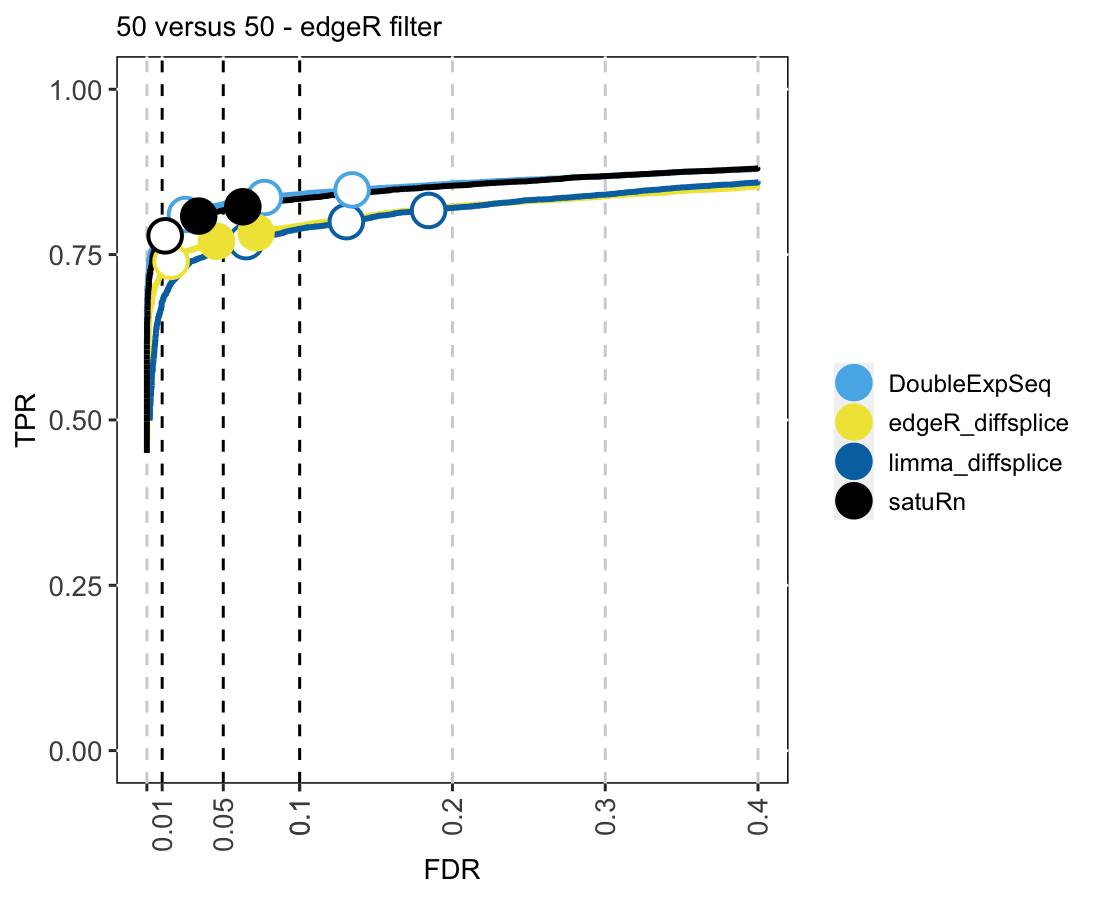 50 versus 50 - edgeR filter
TPR
1.00
0.75
0.50
0.25
0.00
0.01
0.05
0.1
0.2
0.3
0.4
FDR
DoubleExpSeq
edgeR_diffsplice
limma_diffsplice
satuRn